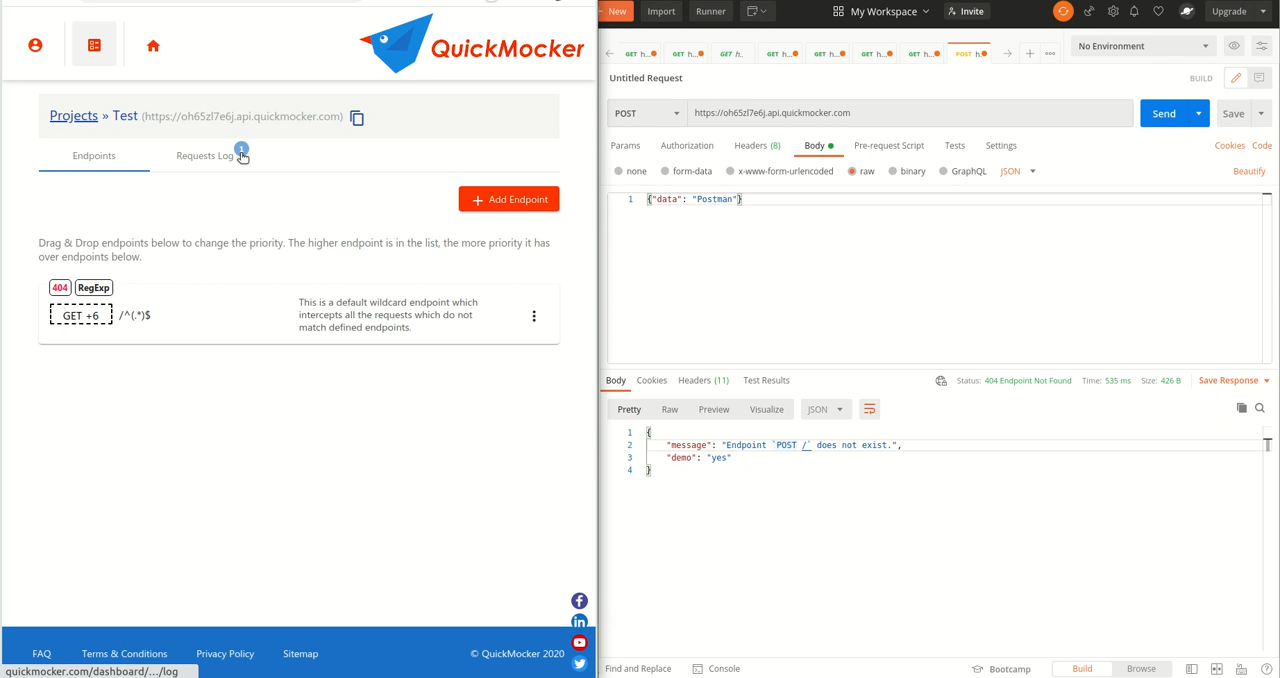 QuickMocker
Projects » Test (https://oh65zl7e6j.api.quickmocker.com)
Endpoints
Requests Log
1
+ Add Endpoint
Drag & Drop endpoints below to change the priority. The higher endpoint is in the list, the more priority it has
over endpoints below.
404 RegExp
GET +6 /^(.*)$
This is a default wildcard endpoint which
intercepts all the requests which do not
match defined endpoints.
FAQ Terms & Conditions Privacy Policy Sitemap © QuickMocker 2020
quickmocker.com/dashboard/.../log
New Import Runner My Workspace Invite Upgrade
GET h... GET h... GET h. GET h... GET h... GET h... GET h... POST h. No Environment
Untitled Request BUILD
POST https://oh65zl7e6j.api.quickmocker.com Send Save
Params Authorization Headers (8) Body Pre-request Script Tests Settings Cookies Code
none form-data x-www-form-urlencoded raw binary GraphQL JSON Beautify
1 {"data": "Postman"}
Body Cookies Headers (11) Test Results Status: 404 Endpoint Not Found Time: 535 ms Size: 426 B Save Response
Pretty Raw Preview Visualize JSON
1 {
2 "message": "Endpoint `POST /` does not exist.",
3 "demo": "yes"
4 }
Find and Replace Console Bootcamp Build Browse